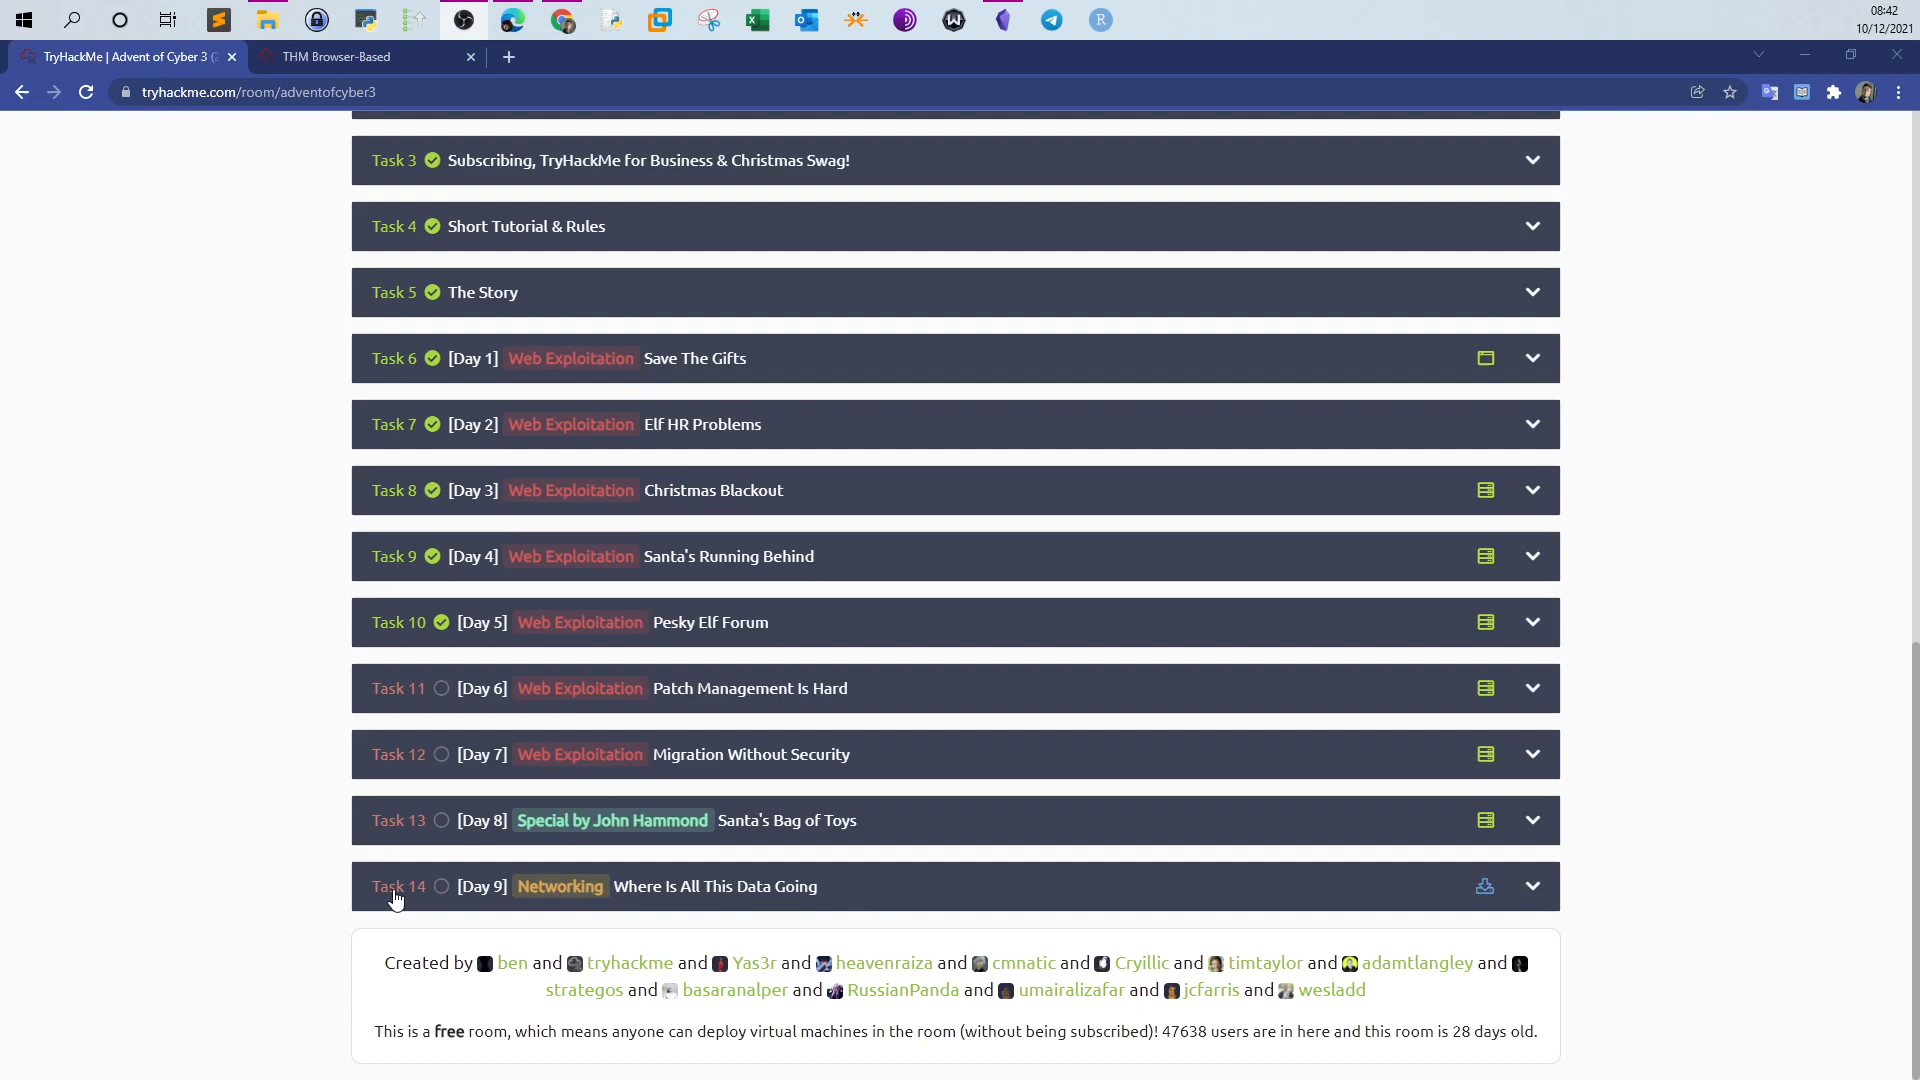 08:42
10/12/2021
TryHackMe | Advent of Cyber 3 (
THM Browser-Based
tryhackme.com/room/adventofcyber3
Task 3 Subscribing, TryHackMe for Business & Christmas Swag!
Task 4 Short Tutorial & Rules
Task 5 The Story
Task 6 [Day 1] Web Exploitation Save The Gifts
Task 7 [Day 2] Web Exploitation Elf HR Problems
Task 8 [Day 3] Web Exploitation Christmas Blackout
Task 9 [Day 4] Web Exploitation Santa's Running Behind
Task 10 [Day 5] Web Exploitation Pesky Elf Forum
Task 11 [Day 6] Web Exploitation Patch Management Is Hard
Task 12 [Day 7] Web Exploitation Migration Without Security
Task 13 [Day 8] Special by John Hammond Santa's Bag of Toys
Task 14 [Day 9] Networking Where Is All This Data Going
Created by ben and tryhackme and Yas3r and heavenraiza and cmnatic and Cryillic and timtaylor and adamtlangley and
strategos and basaranalper and RussianPanda and umairalizafar and jcfarris and wesladd
This is a free room, which means anyone can deploy virtual machines in the room (without being subscribed)! 47638 users are in here and this room is 28 days old.